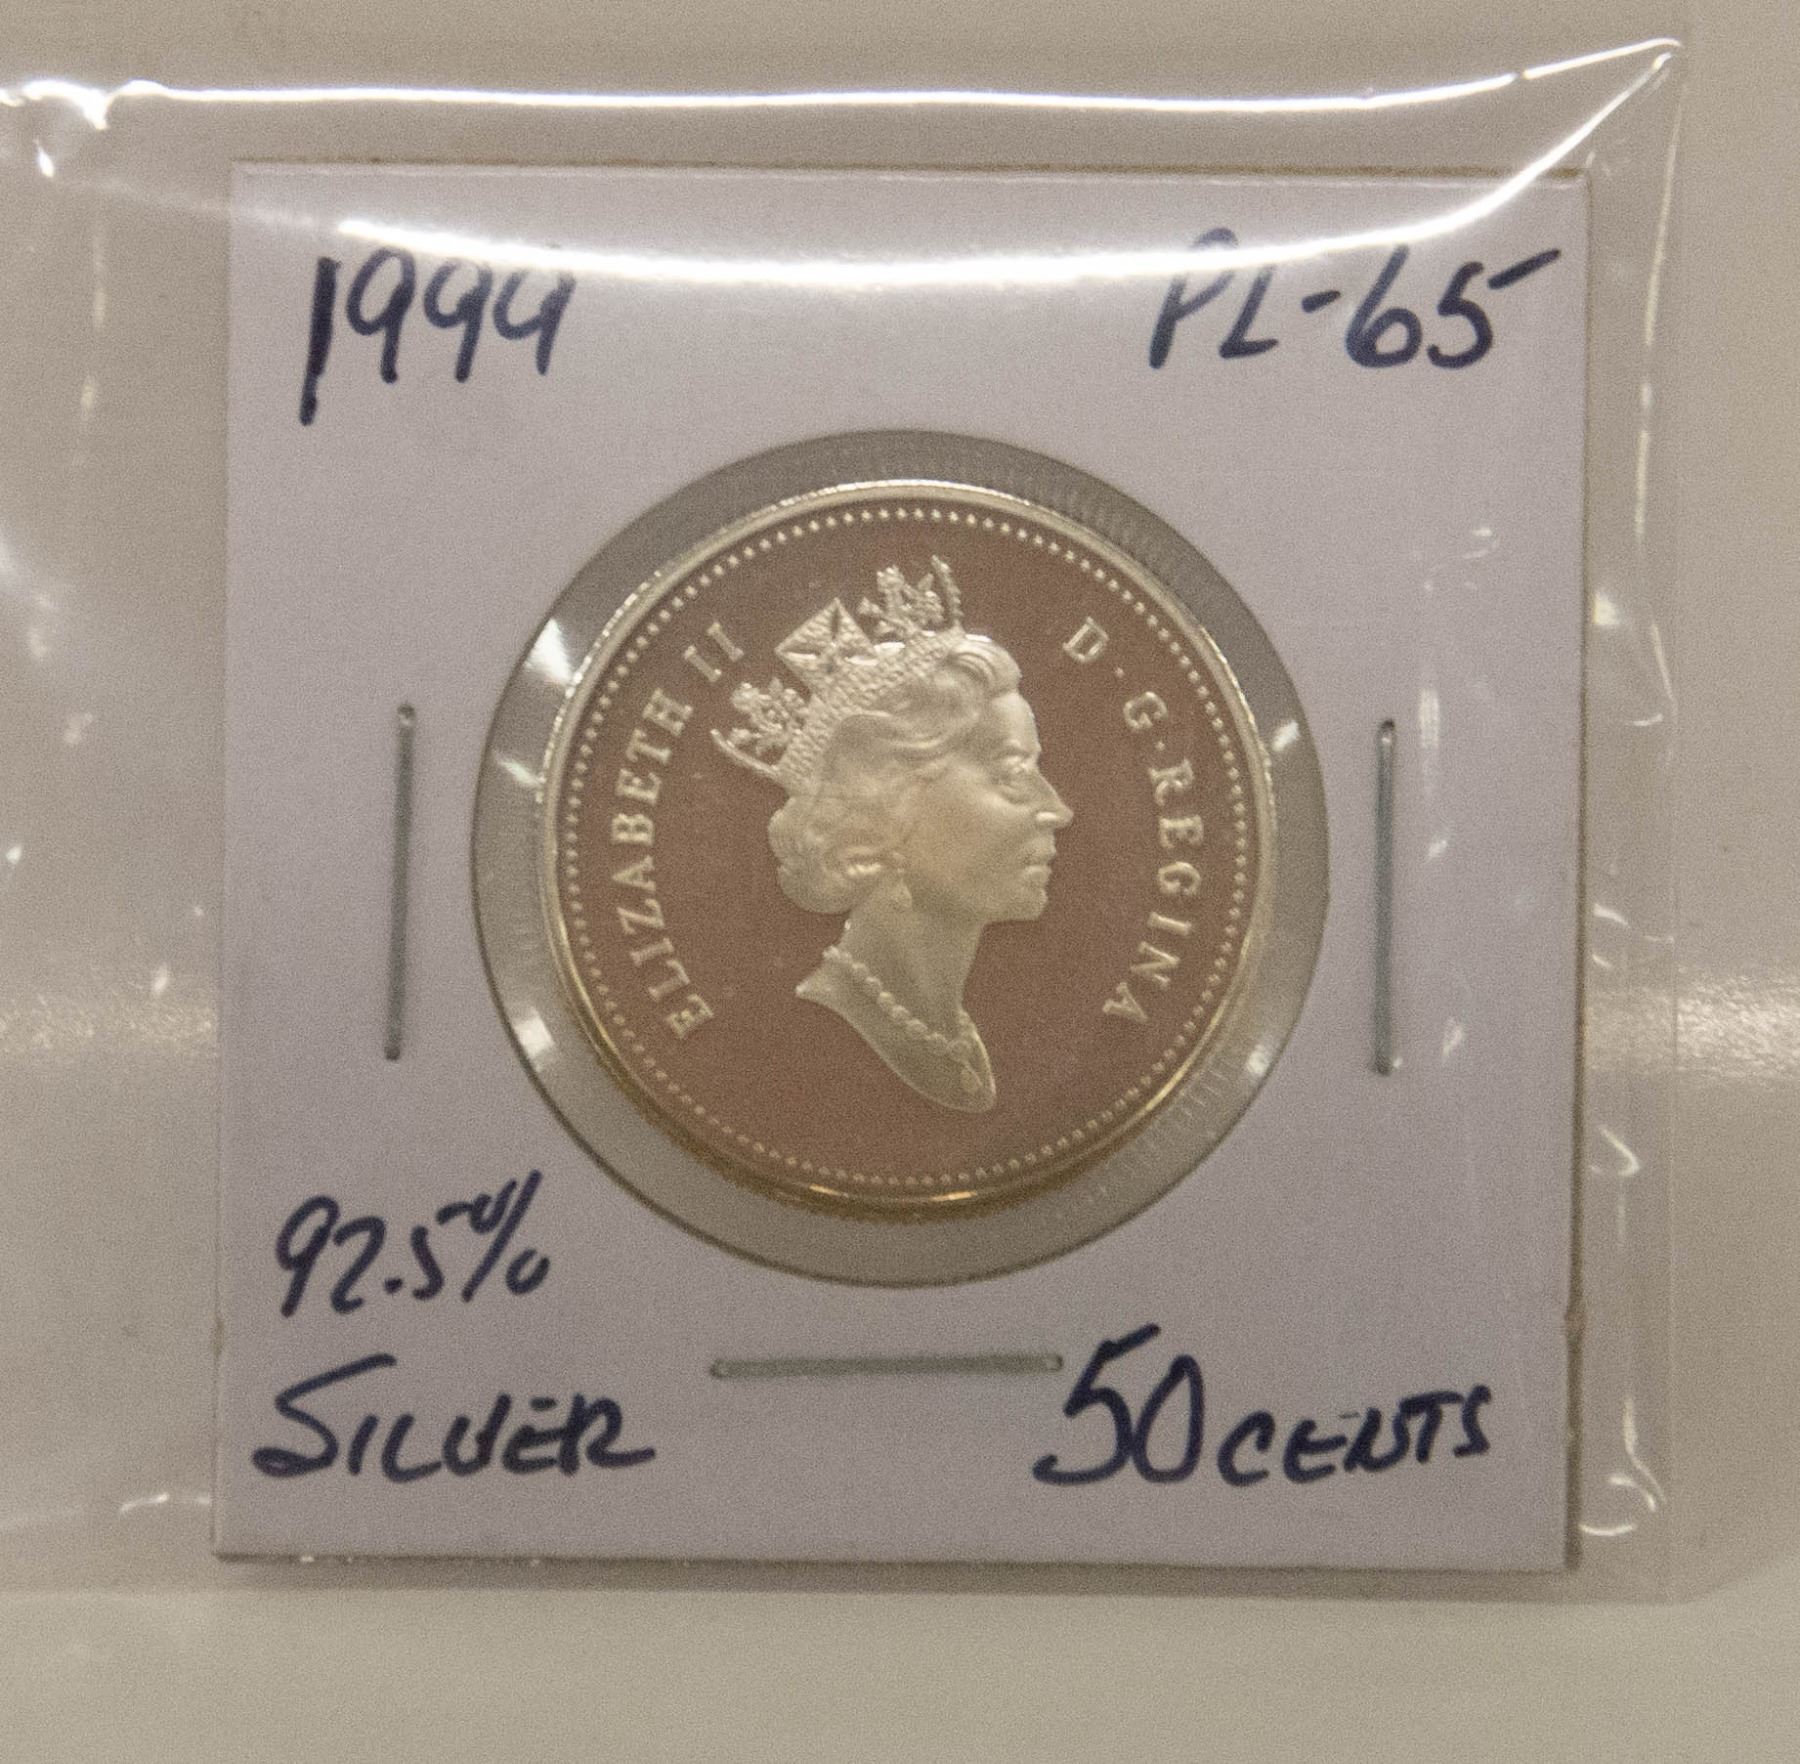 1999
PL-65
ELIZABETH II
D·G·REGINA
92.5%
SILVER
50 CENTS